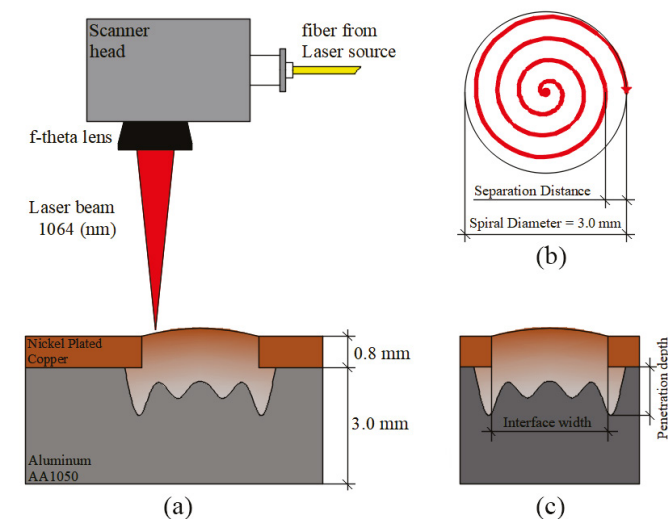 Scanner
head
fiber from
Laser source
f-theta lens
Laser beam
1064 (nm)
Nickel Plated
Copper
0.8 mm
3.0 mm
Aluminum
AA1050
(a)
Separation Distance
Spiral Diameter = 3.0 mm
(b)
Interface width
Penetration depth
(c)